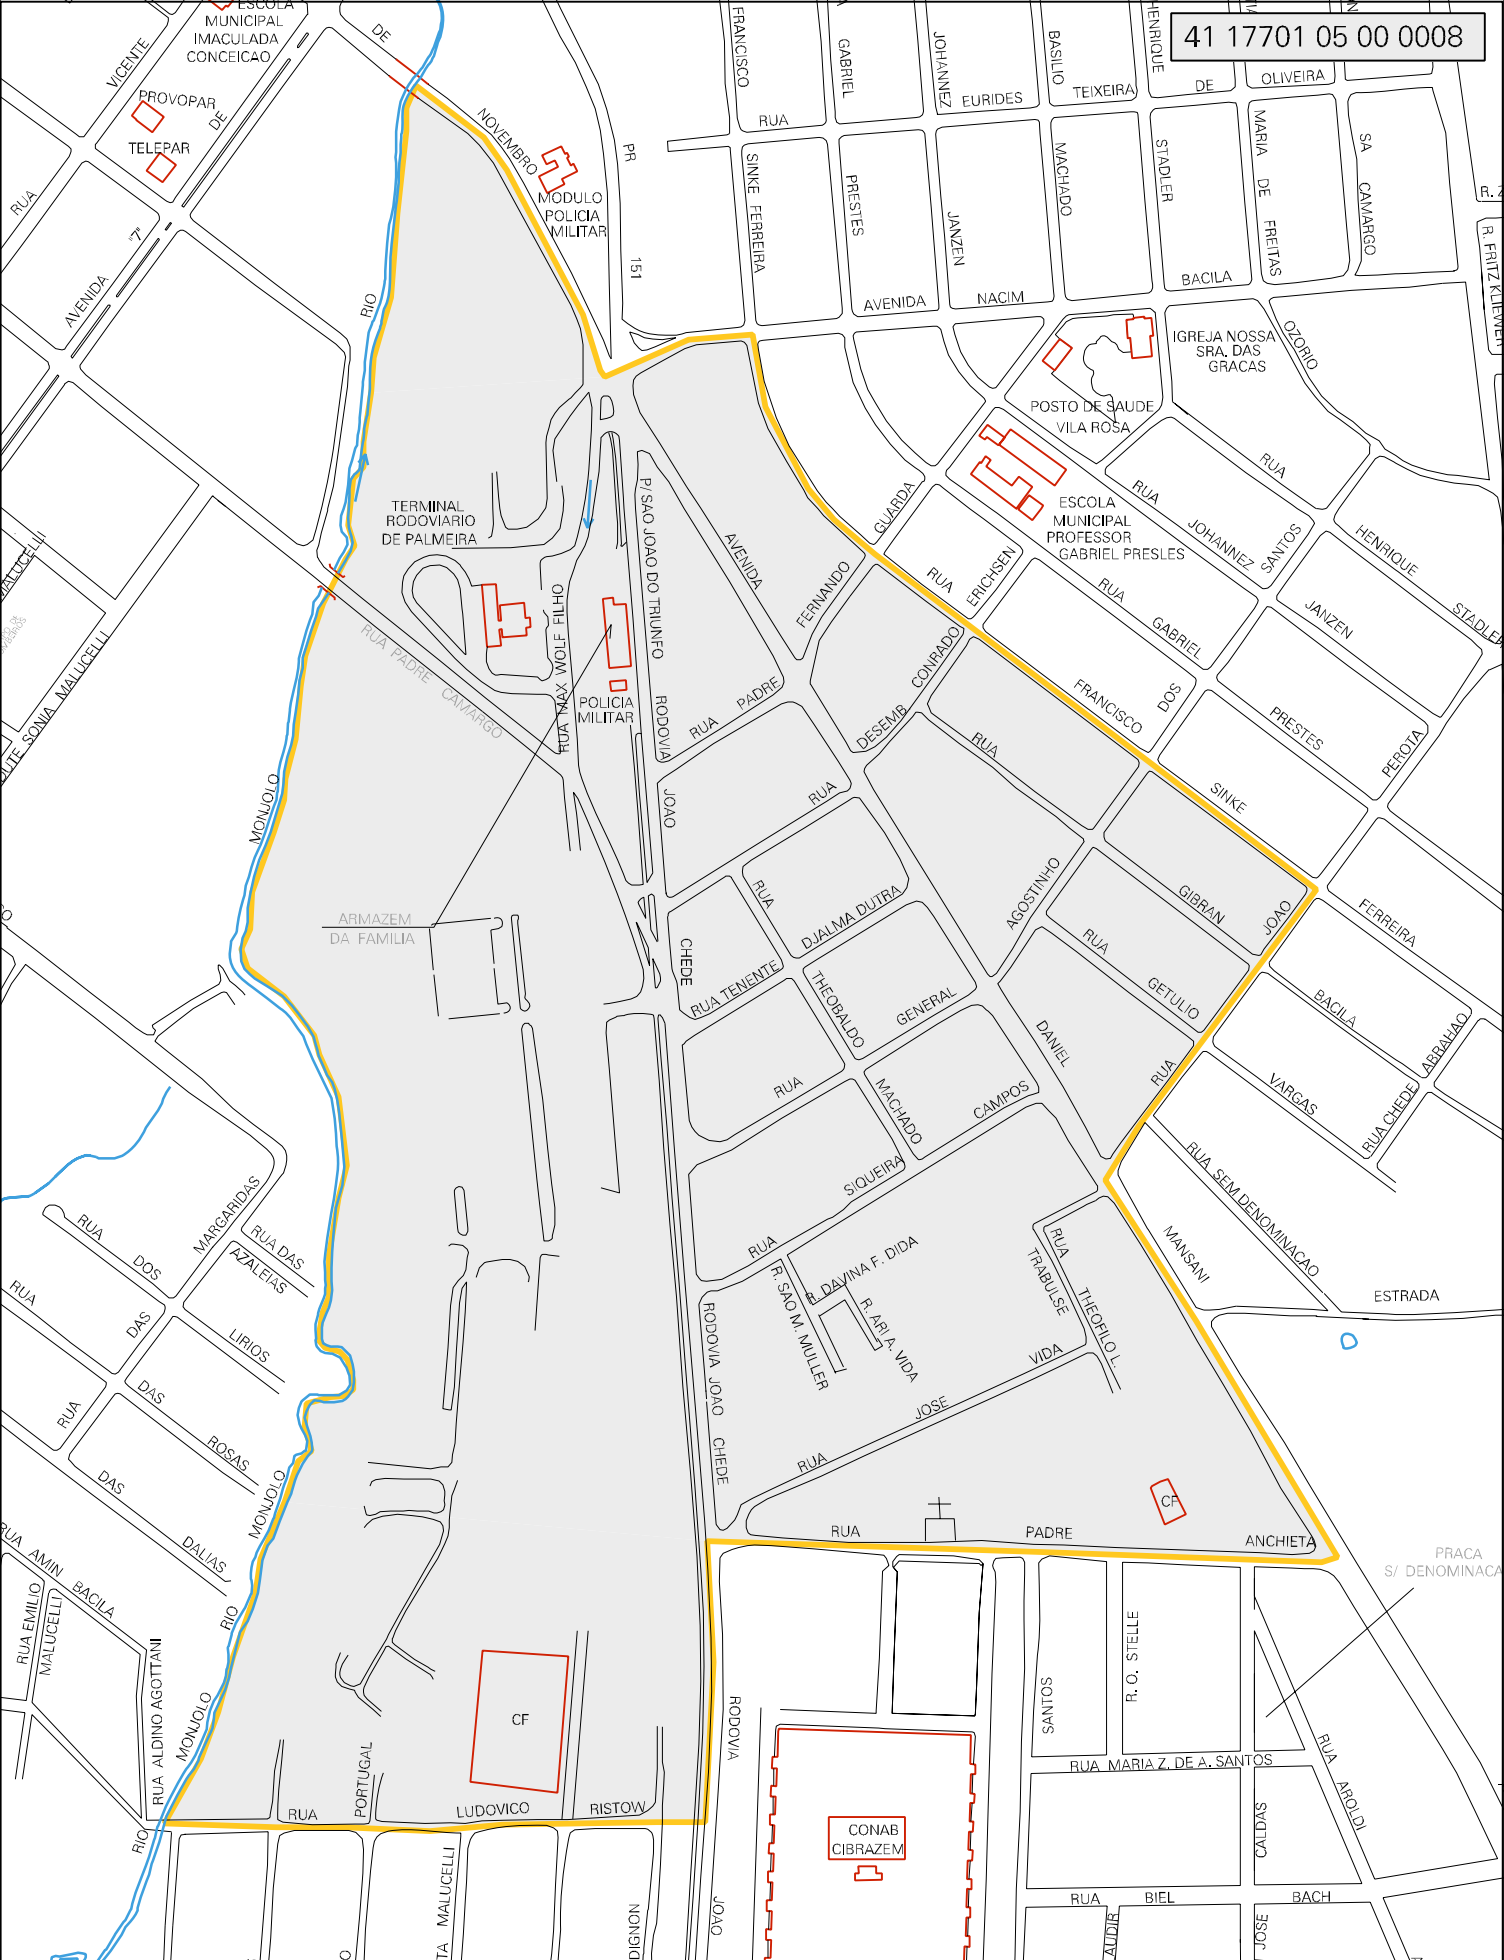 41 17701 05 00 0008
ESCOLA
MUNICIPAL
IMACULADA
CONCEICAO
VICENTE
DE
PROVOPAR
TELEPAR
DE
NOVEMBRO
MODULO
POLICIA
MILITAR
PR
151
RUA
"7"
AVENIDA
RIO
FRANCISCO
GABRIEL
JOHANNEZ
BASILIO
HENRIQUE
RUA
EURIDES
TEIXEIRA
DE
OLIVEIRA
SINKE FERREIRA
PRESTES
JANZEN
MACHADO
STADLER
MARIA DE FREITAS
SA CAMARGO
R. FRITZ KLIEWER
AVENIDA
NACIM
BACILA
IGREJA NOSSA
SRA. DAS
GRACAS
OZORIO
POSTO DE SAUDE
VILA ROSA
ESCOLA
MUNICIPAL
PROFESSOR
GABRIEL PRESLES
RUA
RUA
JOHANNEZ
SANTOS
HENRIQUE
STADLER
JANZEN
GUARDA
ERICHSEN
RUA
RUA
GABRIEL
PRESTES
PEROTA
FRANCISCO
DOS
SINKE
FERREIRA
TERMINAL
RODOVIARIO
DE PALMEIRA
P/ SAO JOAO DO TRIUNFO
AVENIDA
FERNANDO
CONRADO
DESEMB
RUA MAX WOLF FILHO
POLICIA
MILITAR
RODOVIA
JOAO
CHEDE
RUA PADRE
RUA PADRE CAMARGO
MALUCELLI
DUTE SONIA MALUCELI
MONJOLO
RUA
RUA
AGOSTINHO
GIBRAN
JOAO
RUA
DJALMA DUTRA
RUA
GETULIO
BACILA
ABRAHAO
VARGAS
RUA CHEDE
ARMAZEM
DA FAMILIA
RUA TENENTE
THEOBALDO
GENERAL
DANIEL
RUA
RUA
MACHADO
CAMPOS
SIQUEIRA
RUA
RUA SEM DENOMINACAO
MANSANI
ESTRADA
MARGARIDAS
RUA
DOS
RUA DAS
AZALEIAS
RUA
DAS
LIRIOS
R. DAVINA F. DIDA
R. SAO M. MULLER
R. ARI A. VIDA
RUA
TRABULSE
THEOFILO L.
VIDA
JOSE
RUA
RODOVIA JOAO CHEDE
DAS
RUA
ROSAS
DAS
MONJOLO
DALIAS
CF
RUA
PADRE
ANCHIETA
PRACA
RUA AMIN BACILA
RUA EMILIO
MALUCELLI
RIO
RUA ALDINO AGOTTANI
MONJOLO
RIO
CF
RUA
PORTUGAL
LUDOVICO
RISTOW
RODOVIA
JOAO
SANTOS
R. O. STELLE
RUA MARIA Z. DE A. SANTOS
RUA
AROLDI
CALDAS
CONAB
CIBRAZEM
RUA
BIEL
BACH
JOSE
MALUCELLI